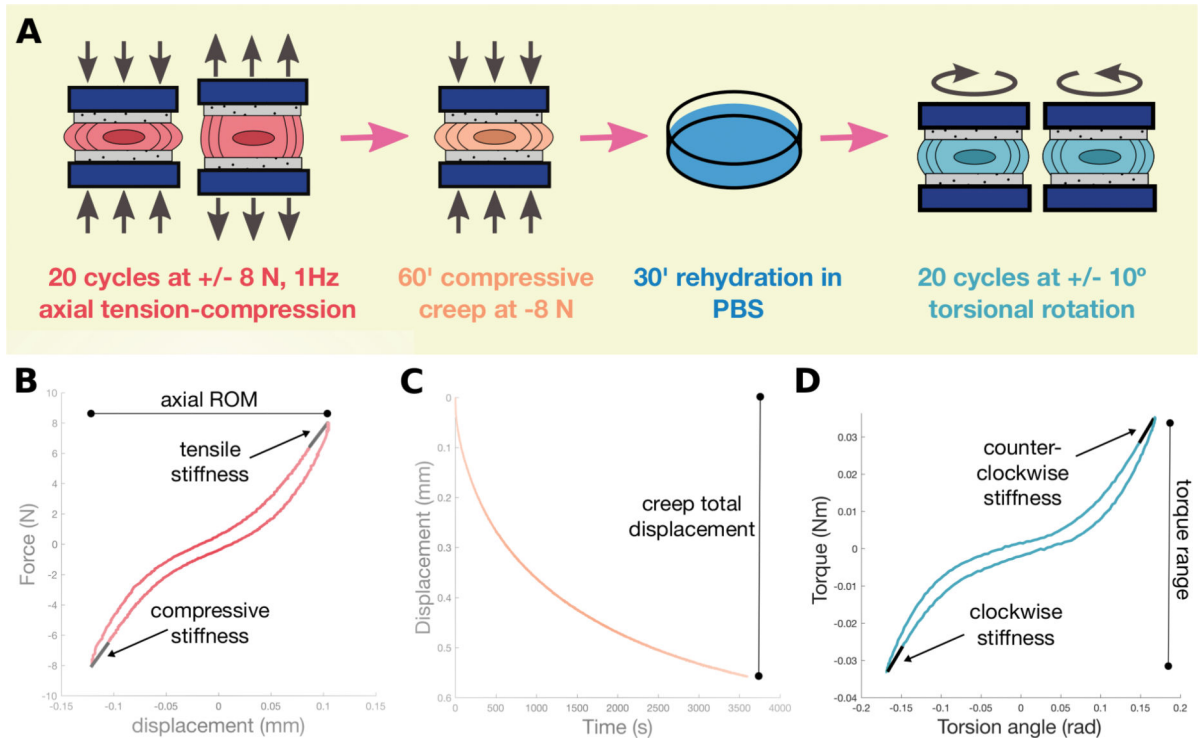 A
20 cycles at +/- 8 N, 1Hz
axial tension-compression
60' compressive
creep at -8 N
30' rehydration in
PBS
20 cycles at +/- 10º
torsional rotation
B
axial ROM
tensile
stiffness
compressive
stiffness
Force (N)
10
8
6
4
2
0
-2
-4
-6
-8
10
-0.15
-0.1
-0.05
0
0.05
0.1
0.15
displacement (mm)
C
creep total
displacement
Displacement (mm)
0
0.1
0.2
0.3
0.4
0.5
0.6
0
500
1000
1500
2000
2500
3000
3500
4000
Time (s)
D
counter-
clockwise
stiffness
clockwise
stiffness
torque range
Torque (Nm)
0.03
0.02
0.01
0
-0.01
-0.02
-0.03
-0.04
-0.2
-0.15
-0.1
-0.05
0
0.05
0.1
0.15
0.2
Torsion angle (rad)